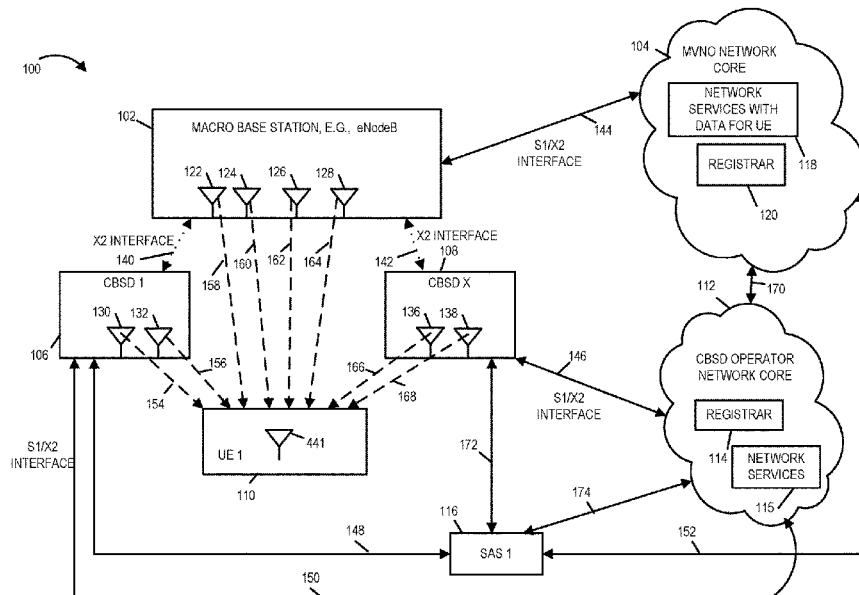 100
102
MACRO BASE STATION, E.G., eNodeB
122
124
126
128
104
MVNO NETWORK
CORE
NETWORK
SERVICES WITH
DATA FOR UE
118
REGISTRAR
120
S1/X2
INTERFACE
144
X2 INTERFACE
140
158
160
162
164
X2 INTERFACE
142
108
CBSD 1
130
132
106
156
154
CBSD X
136
138
166
168
112
170
CBSD OPERATOR
NETWORK CORE
REGISTRAR
114
NETWORK
SERVICES
115
146
S1/X2
INTERFACE
S1/X2
INTERFACE
UE 1
441
110
172
174
116
SAS 1
148
152
150